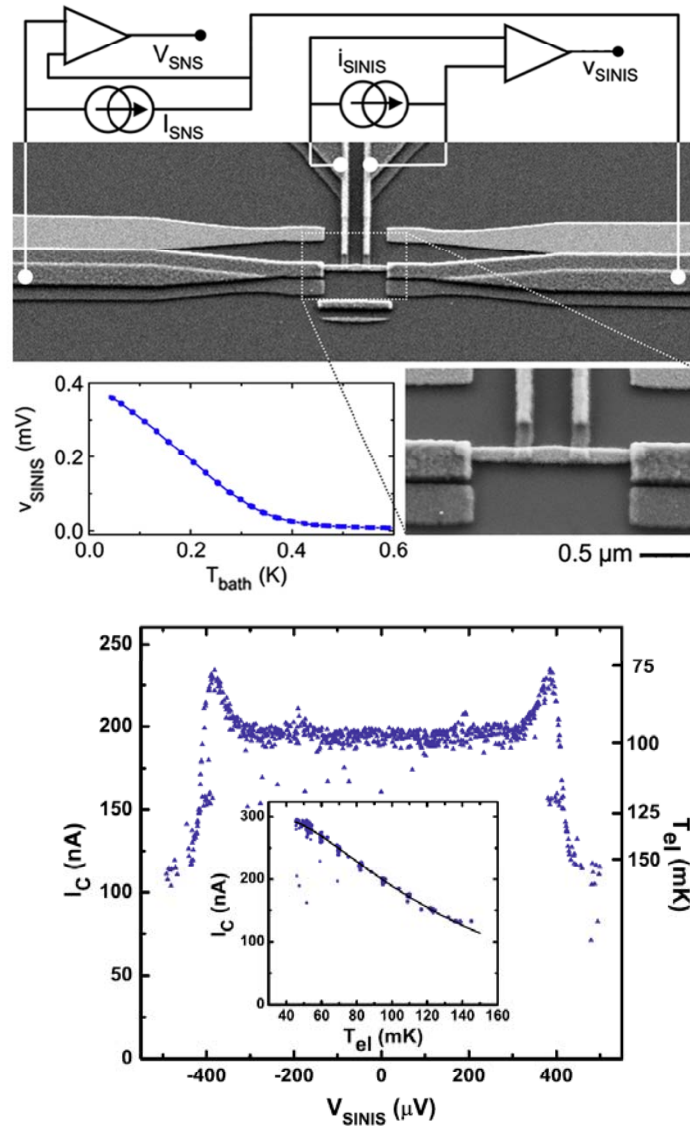 V_SNS
i_SINIS
v_SINIS
I_SNS
0.4
0.2
0.0
v_SINIS (mV)
0.0 0.2 0.4 0.6
T_bath (K)
0.5 μm
250
200
150
100
50
0
I_C (nA)
75
100
125
150
T_el (mK)
300
200
100
0
I_C (nA)
40 60 80 100 120 140 160
T_el (mK)
-400 -200 0 200 400
V_SINIS (μV)